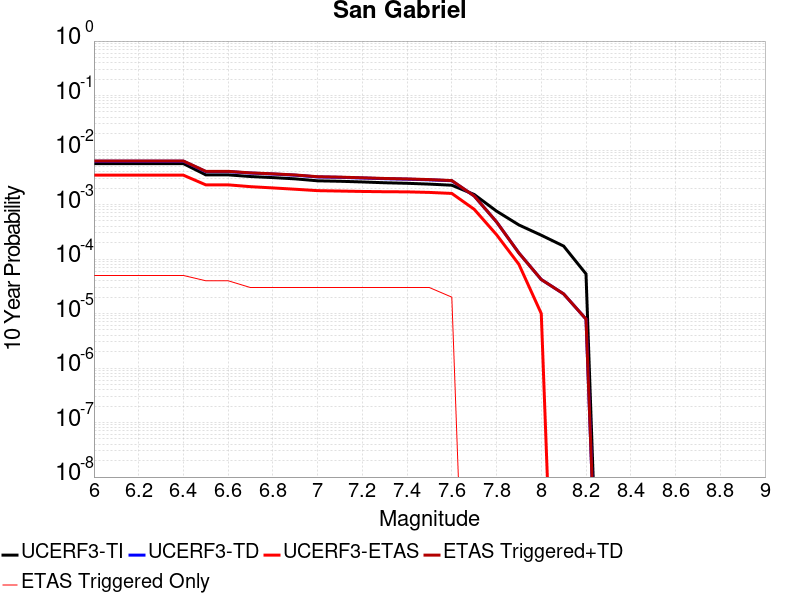 San Gabriel
10^0
10^-1
10^-2
10^-3
10^-4
10^-5
10^-6
10^-7
10^-8
10 Year Probability
6 6.2 6.4 6.6 6.8 7 7.2 7.4 7.6 7.8 8 8.2 8.4 8.6 8.8 9
Magnitude
UCERF3-TI UCERF3-TD UCERF3-ETAS ETAS Triggered+TD
ETAS Triggered Only